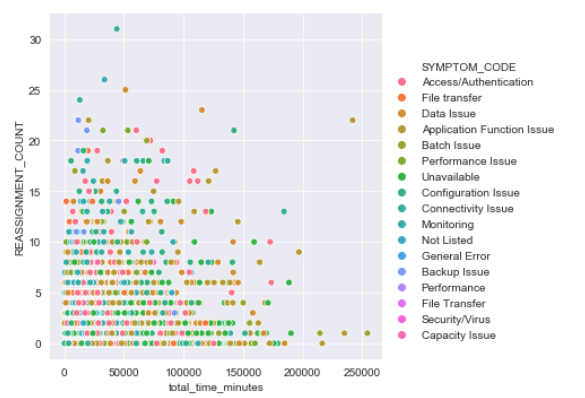 30
25
20
15
10
5
0
REASSIGNMENT_COUNT
0
50000
100000
150000
200000
250000
total_time_minutes
SYMPTOM_CODE
Access/Authentication
File transfer
Data Issue
Application Function Issue
Batch Issue
Performance Issue
Unavailable
Configuration Issue
Connectivity Issue
Monitoring
Not Listed
General Error
Backup Issue
Performance
File Transfer
Security/Virus
Capacity Issue